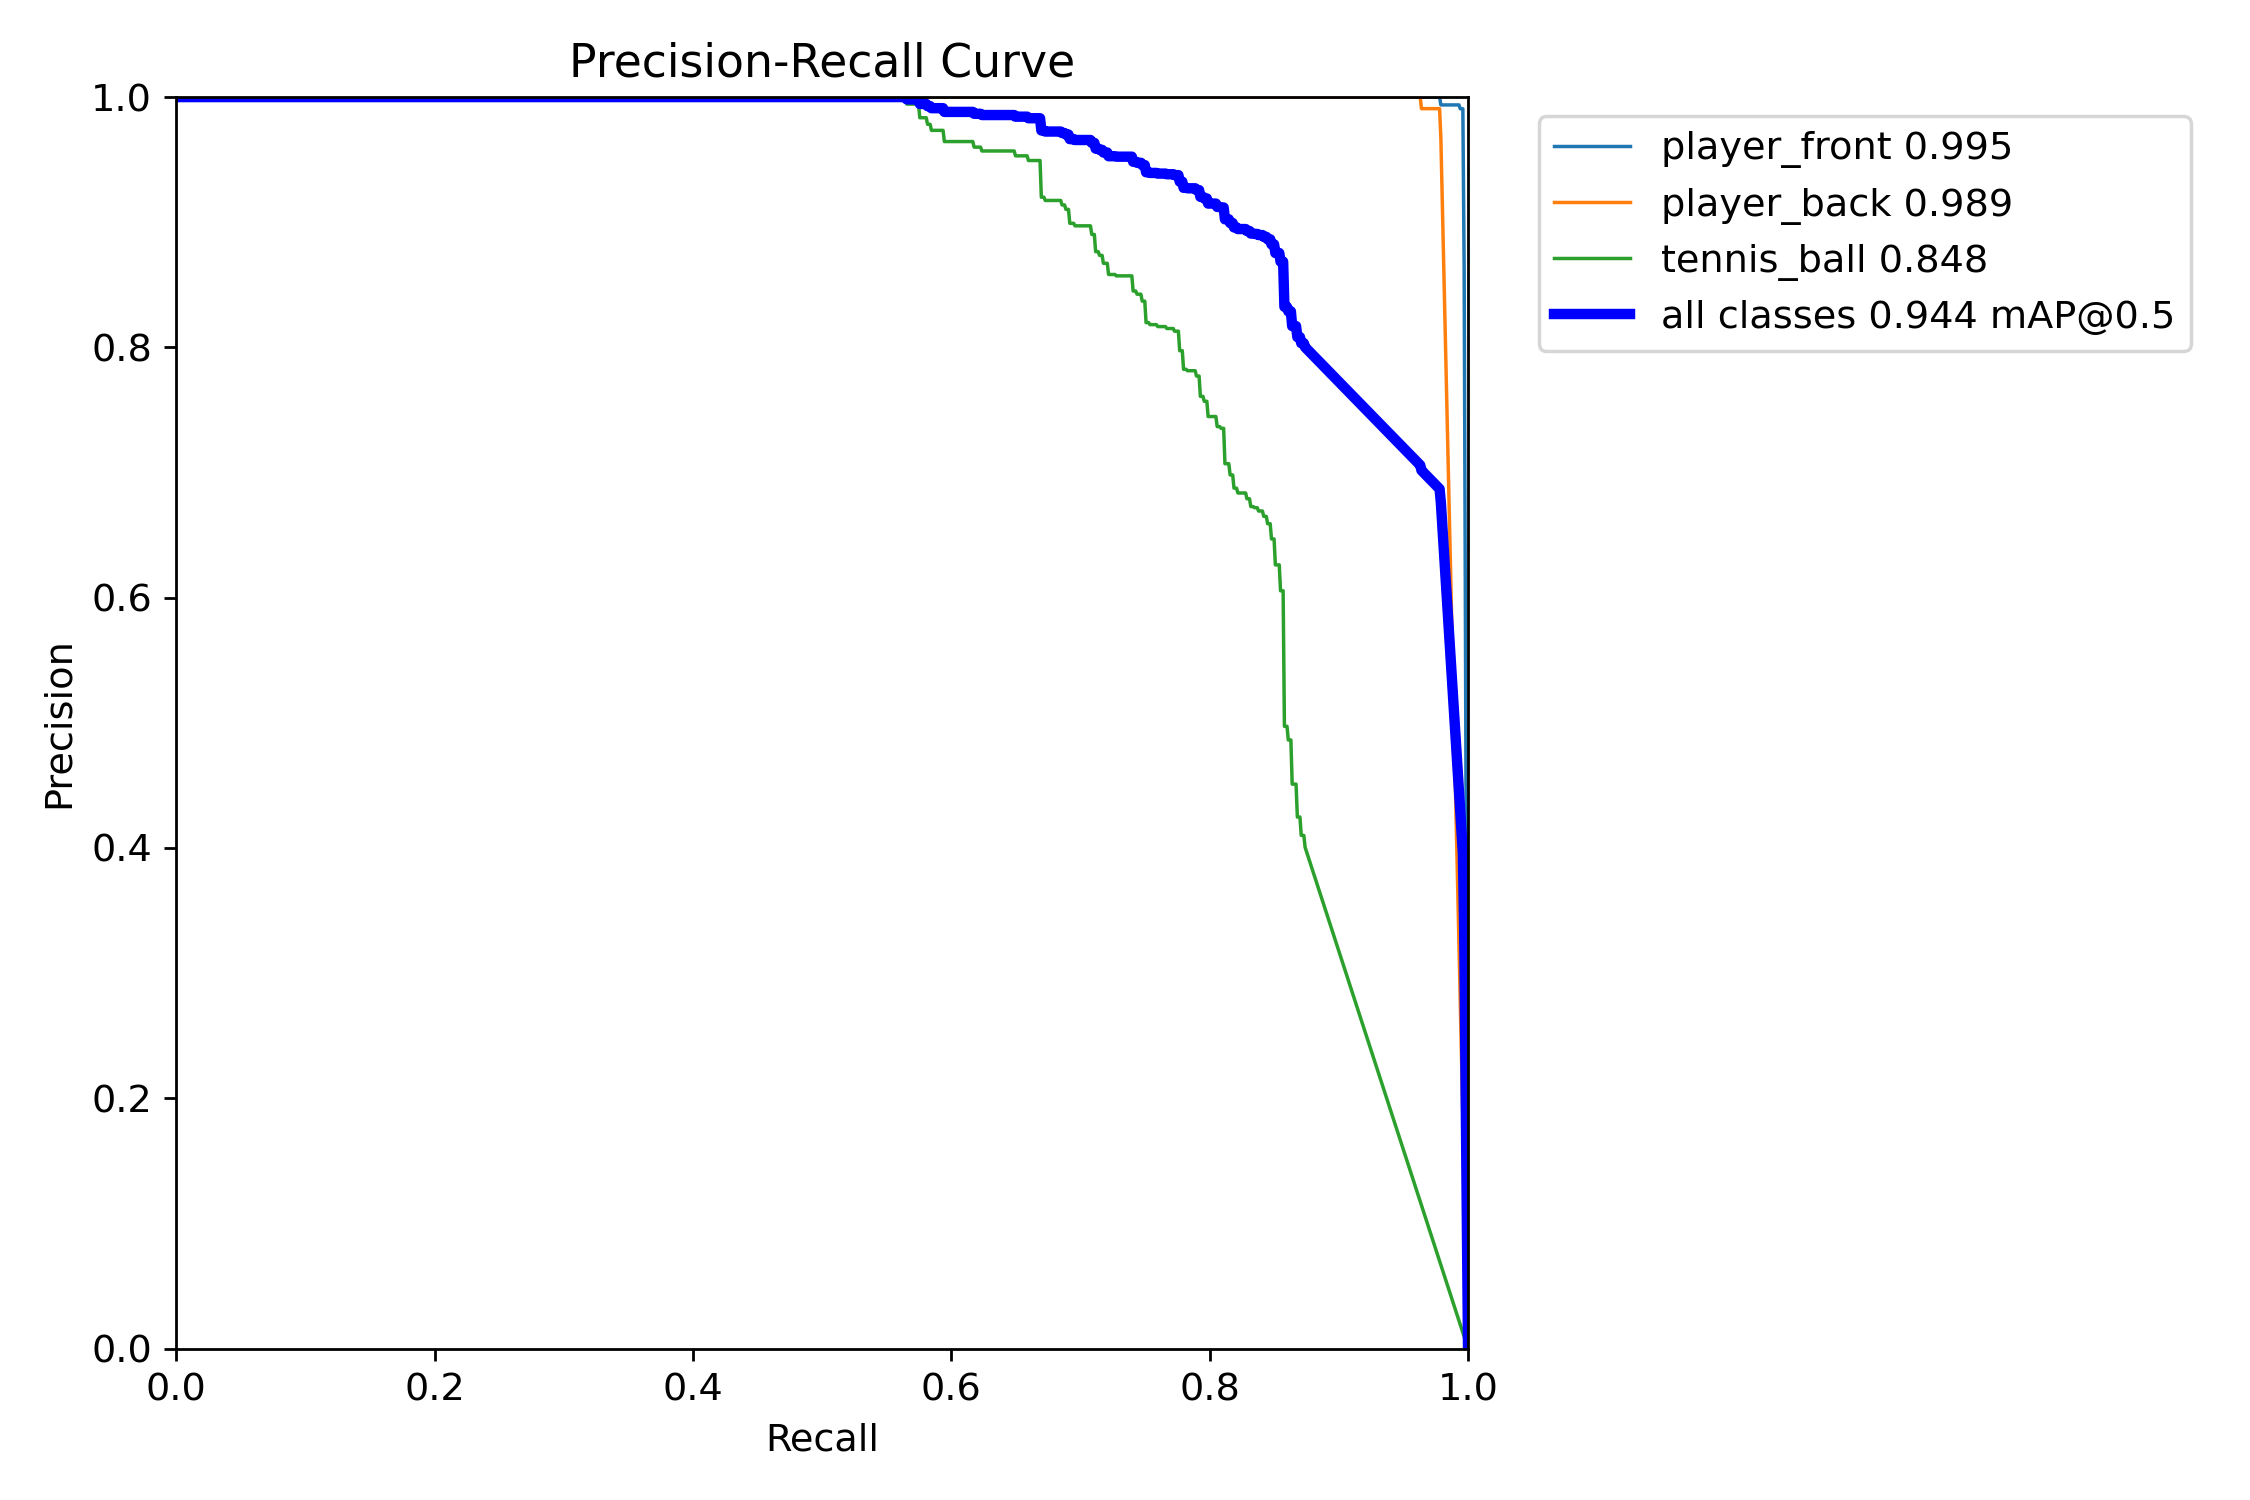 Precision-Recall Curve
1.0
0.8
0.6
0.4
0.2
0.0
Precision
0.0 0.2 0.4 0.6 0.8 1.0
Recall
player_front 0.995
player_back 0.989
tennis_ball 0.848
all classes 0.944 mAP@0.5